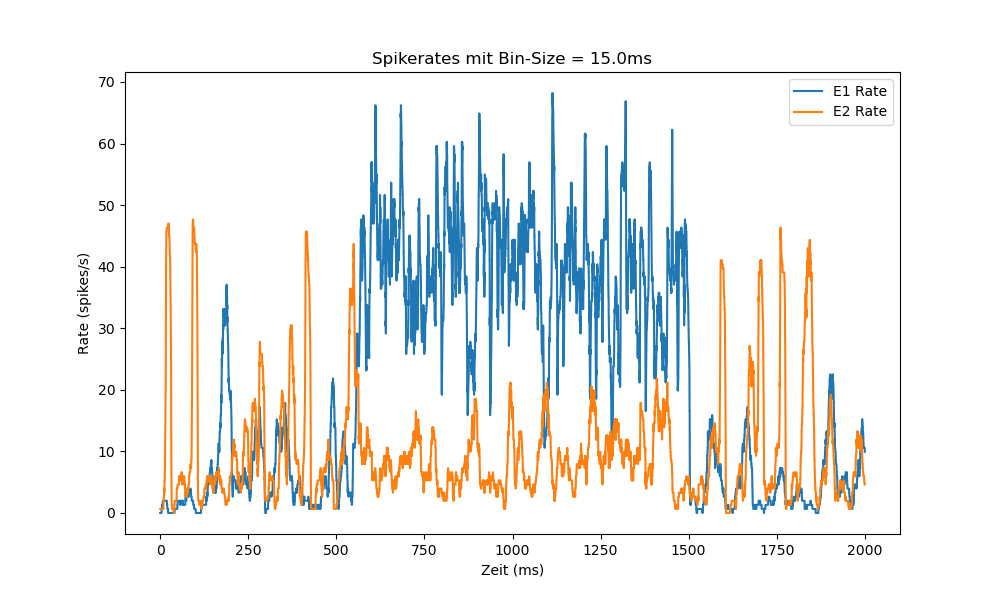 Spikerates mit Bin-Size = 15.0ms
E1 Rate
E2 Rate
70
60
50
40
30
20
10
0
Rate (spikes/s)
0 250 500 750 1000 1250 1500 1750 2000
Zeit (ms)